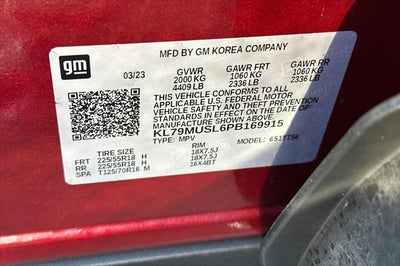 MFD BY GM KOREA COMPANY
gm
03/23 GVWR GAWR FRT GAWR RR
2000 KG 1060 KG 1060 KG
4409 LB 2336 LB 2336 LB
THIS VEHICLE CONFORMS TO ALL
APPLICABLE U.S. FEDERAL MOTOR
VEHICLE SAFETY AND THEFT PREVENTION
STANDARDS IN EFFECT ON THE DATE
OF MANUFACTURE SHOWN ABOVE.
KL79MUSL6PB169915
TYPE: MPV MODEL:
TIRE SIZE RIM
FRT 225/55R18 H 18X7.5J
RR 225/55R18 H 18X7.5J
SPA T125/70R16 M 16X4BT